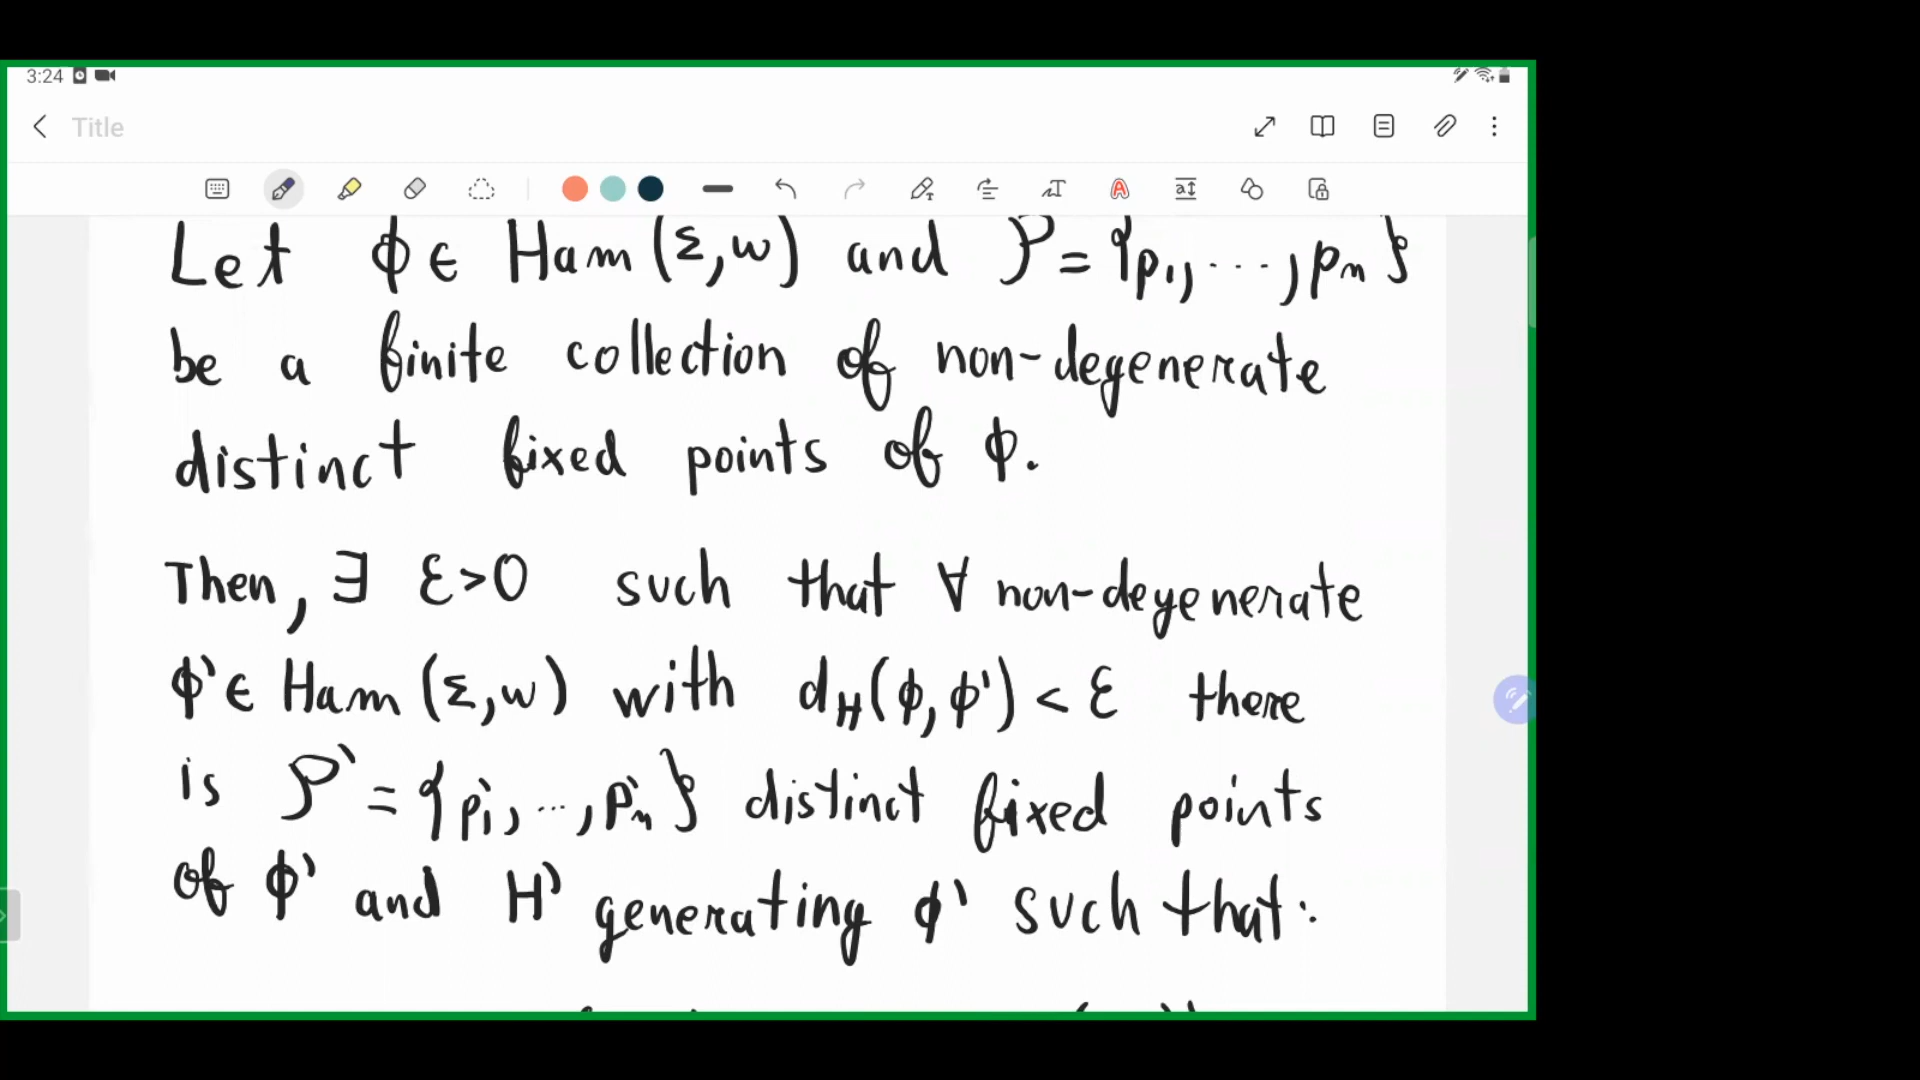 3:24
Title
Let ϕ ∈ Ham (Σ, ω) and P = {p₁, ..., pₙ}
be a finite collection of non-degenerate
distinct fixed points of ϕ.
Then, ∃ ε>0 such that ∀ non-degenerate
ϕ' ∈ Ham (Σ, ω) with d_H(ϕ, ϕ') < ε there
is P' = {p₁', ..., pₙ'} distinct fixed points
of ϕ' and H' generating ϕ' such that: